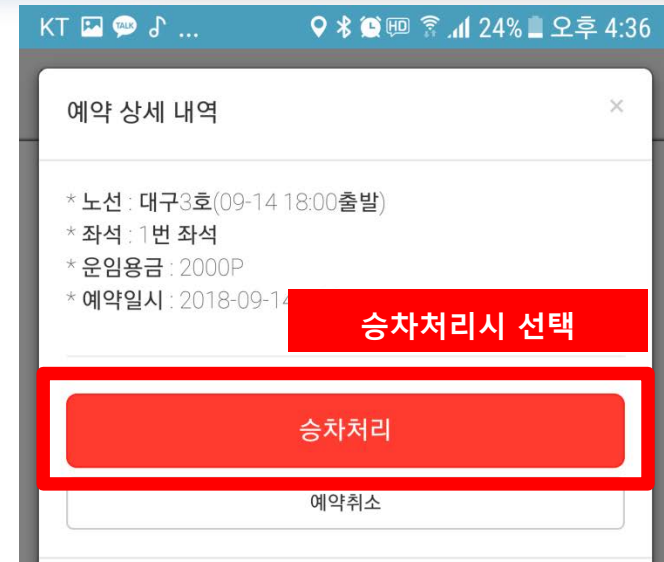 KT TALK ... HD 24% 오후 4:36
예약 상세 내역 ×
* 노선 : 대구3호(09-14 18:00출발)
* 좌석 : 1번 좌석
* 운임용금 : 2000P
* 예약일시 : 2018-09-14
승차처리시 선택
승차처리
예약취소